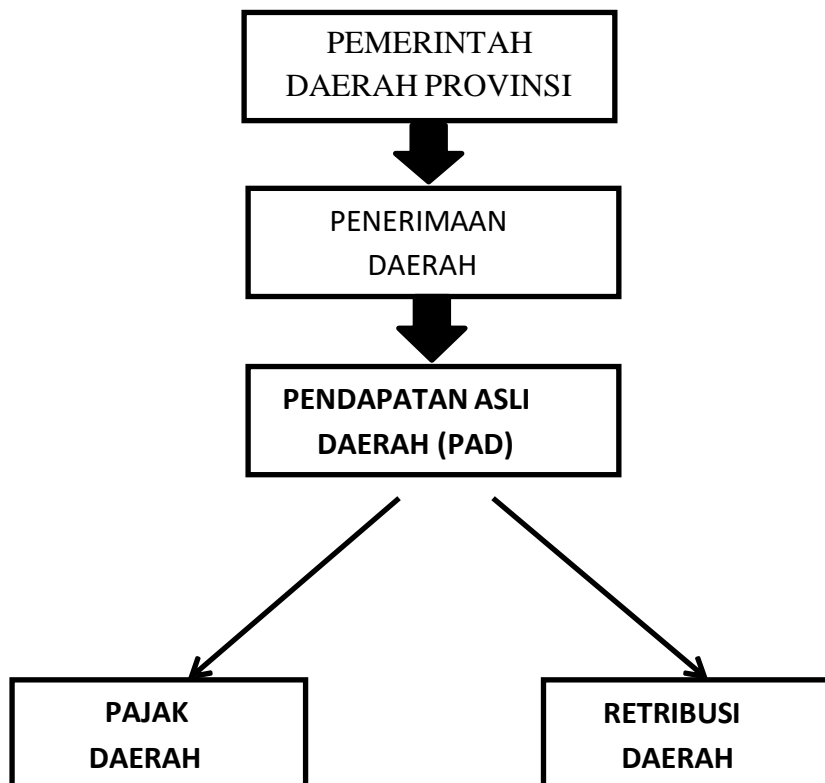 PEMERINTAH
DAERAH PROVINSI
PENERIMAAN
DAERAH
PENDAPATAN ASLI
DAERAH (PAD)
PAJAK
DAERAH
RETRIBUSI
DAERAH